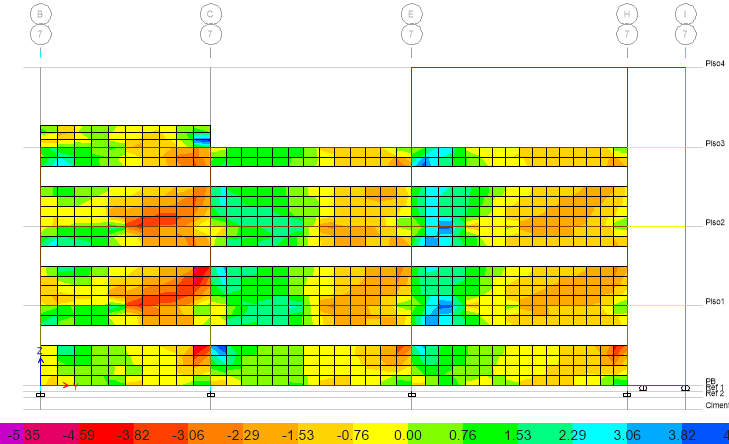 B C E H I
7 7 7 7 7
PIso4
PIso3
PIso2
PIso1
Z
PB
Y
Ref 1
Ref 2
Ciment
-5.35 -4.59 -3.82 -3.06 -2.29 -1.53 -0.76 0.00 0.76 1.53 2.29 3.06 3.82 4